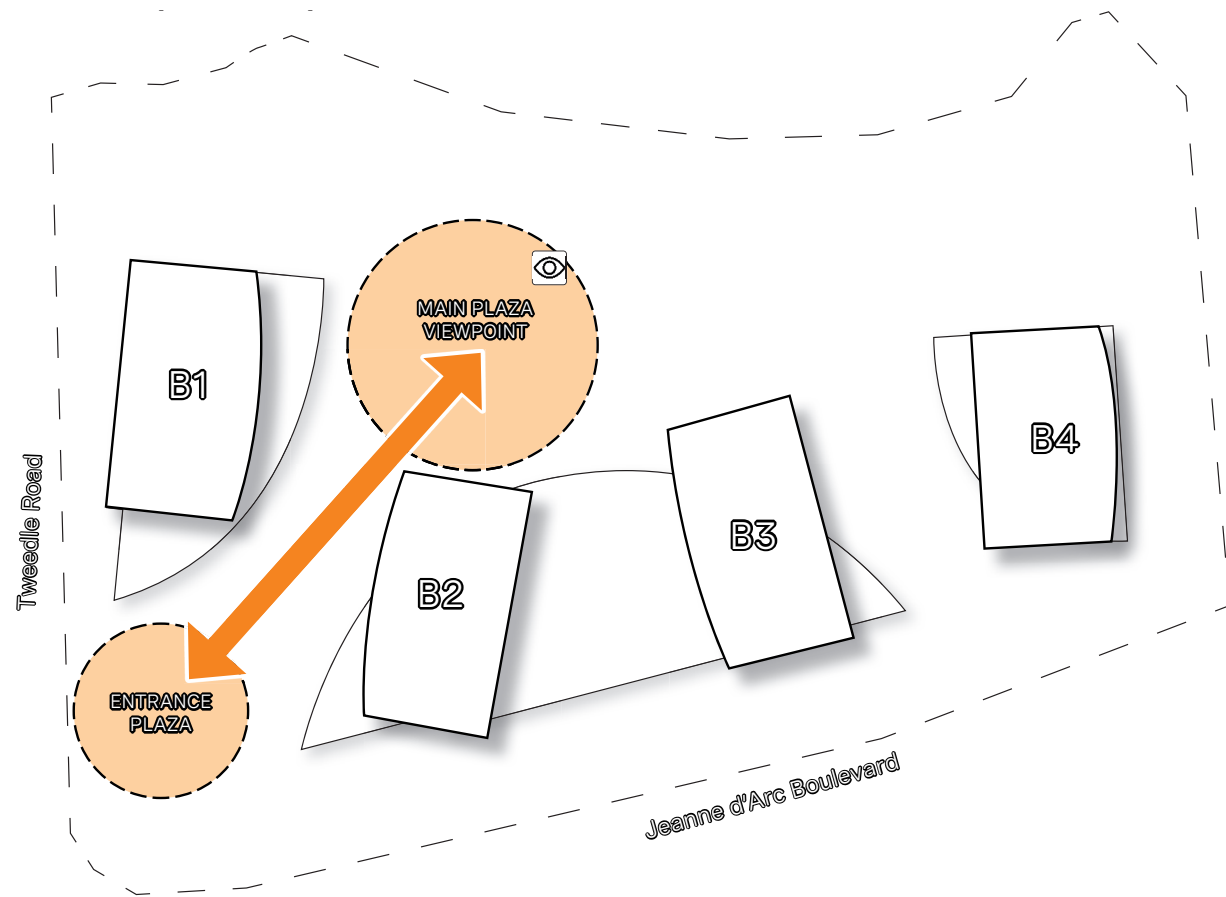 MAIN PLAZA
VIEWPOINT
B1
B4
B3
B2
Tweedle Road
ENTRANCE
PLAZA
Jeanne d'Arc Boulevard